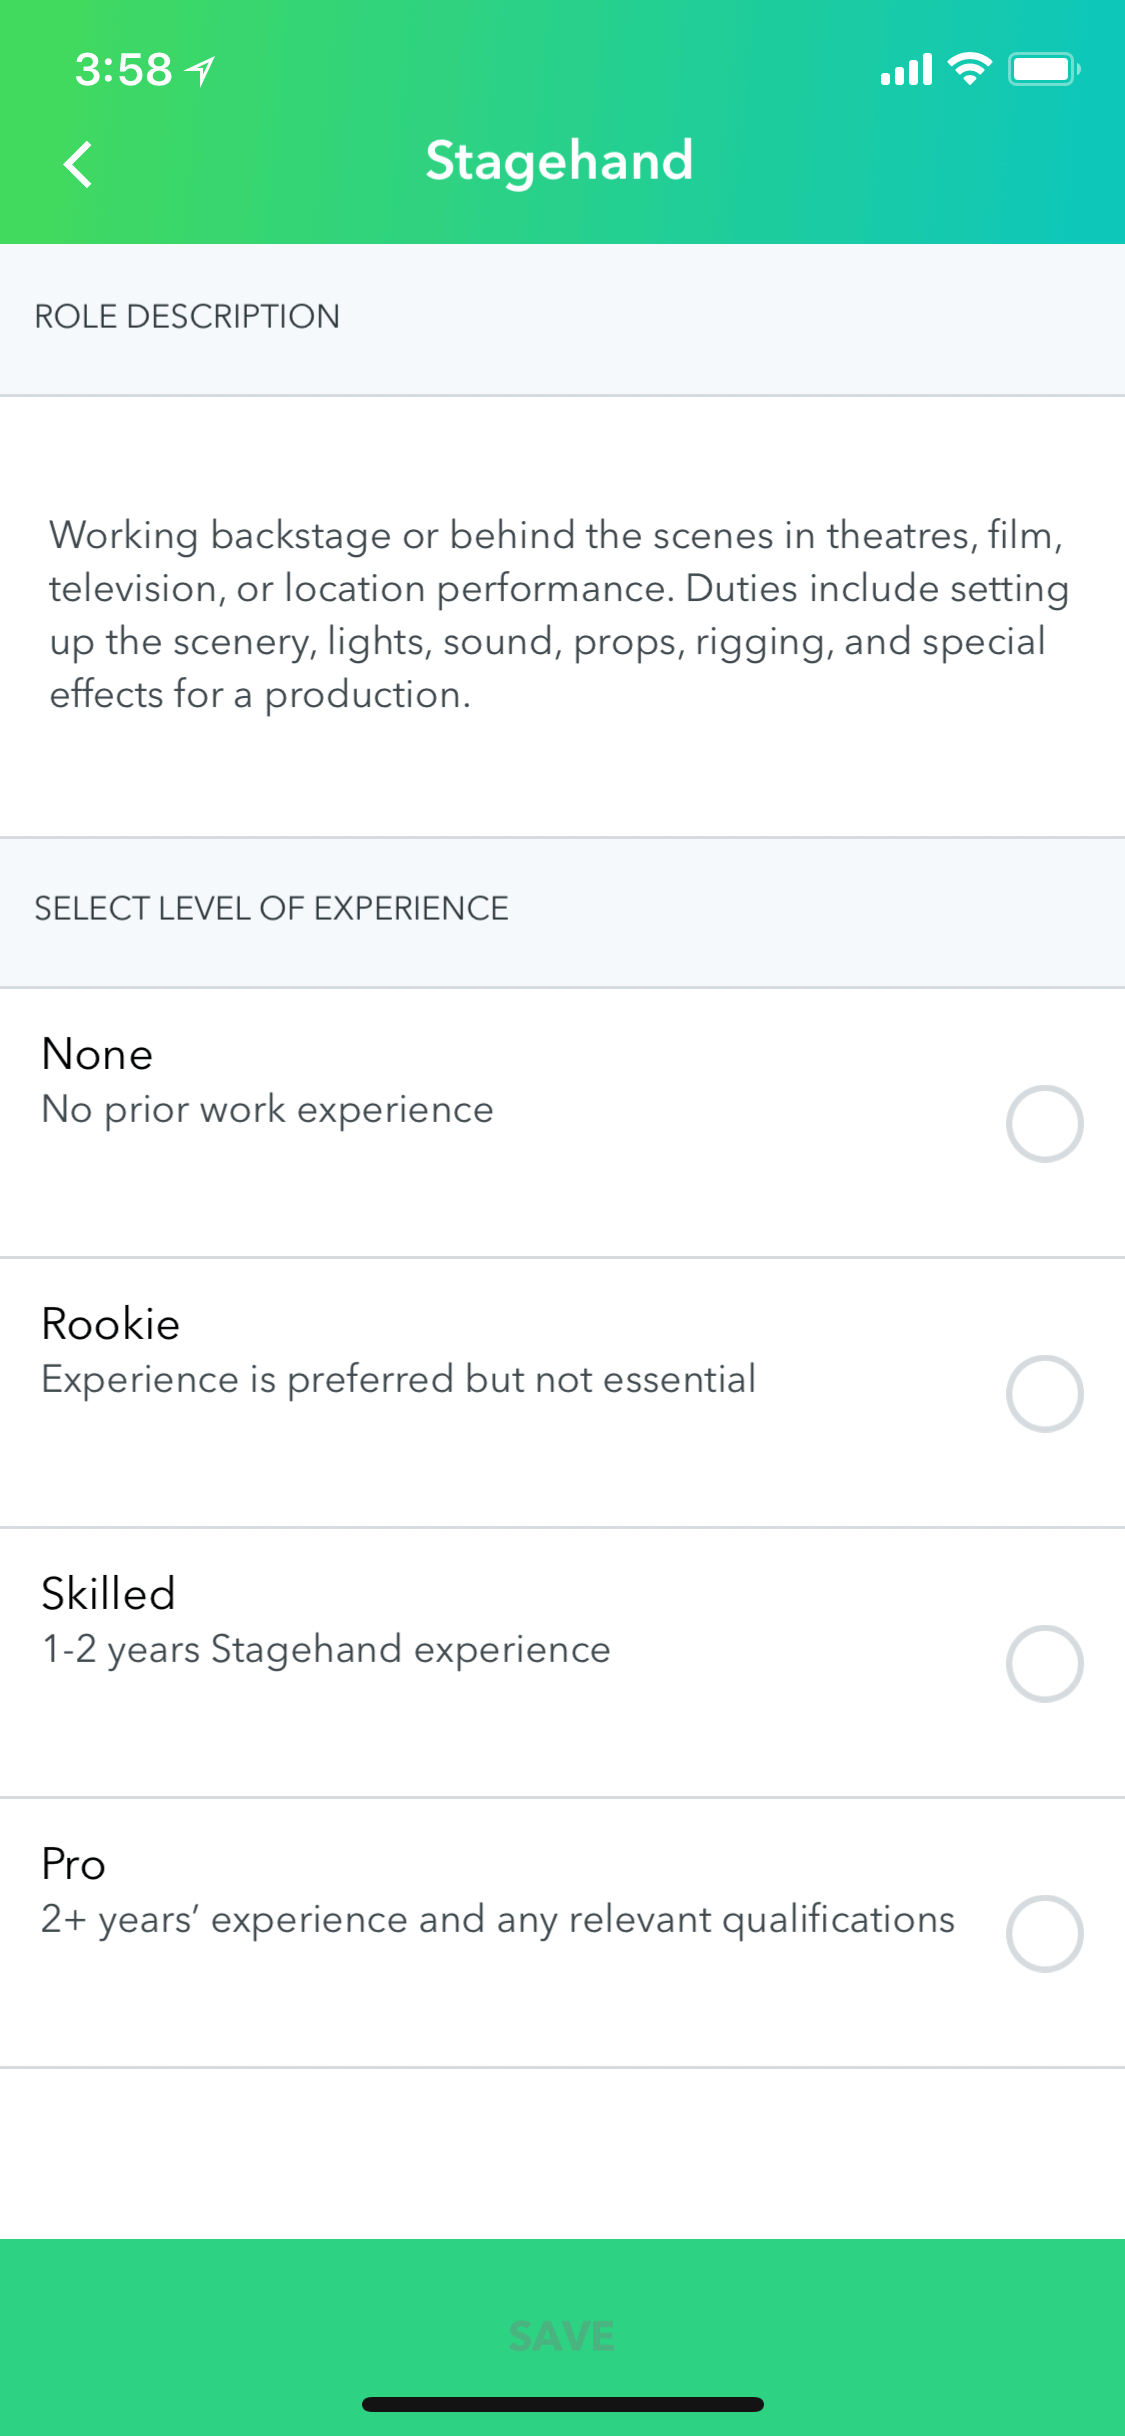 3:58
Stagehand
ROLE DESCRIPTION
Working backstage or behind the scenes in theatres, film,
television, or location performance. Duties include setting
up the scenery, lights, sound, props, rigging, and special
effects for a production.
SELECT LEVEL OF EXPERIENCE
None
No prior work experience
Rookie
Experience is preferred but not essential
Skilled
1-2 years Stagehand experience
Pro
2+ years’ experience and any relevant qualifications
SAVE